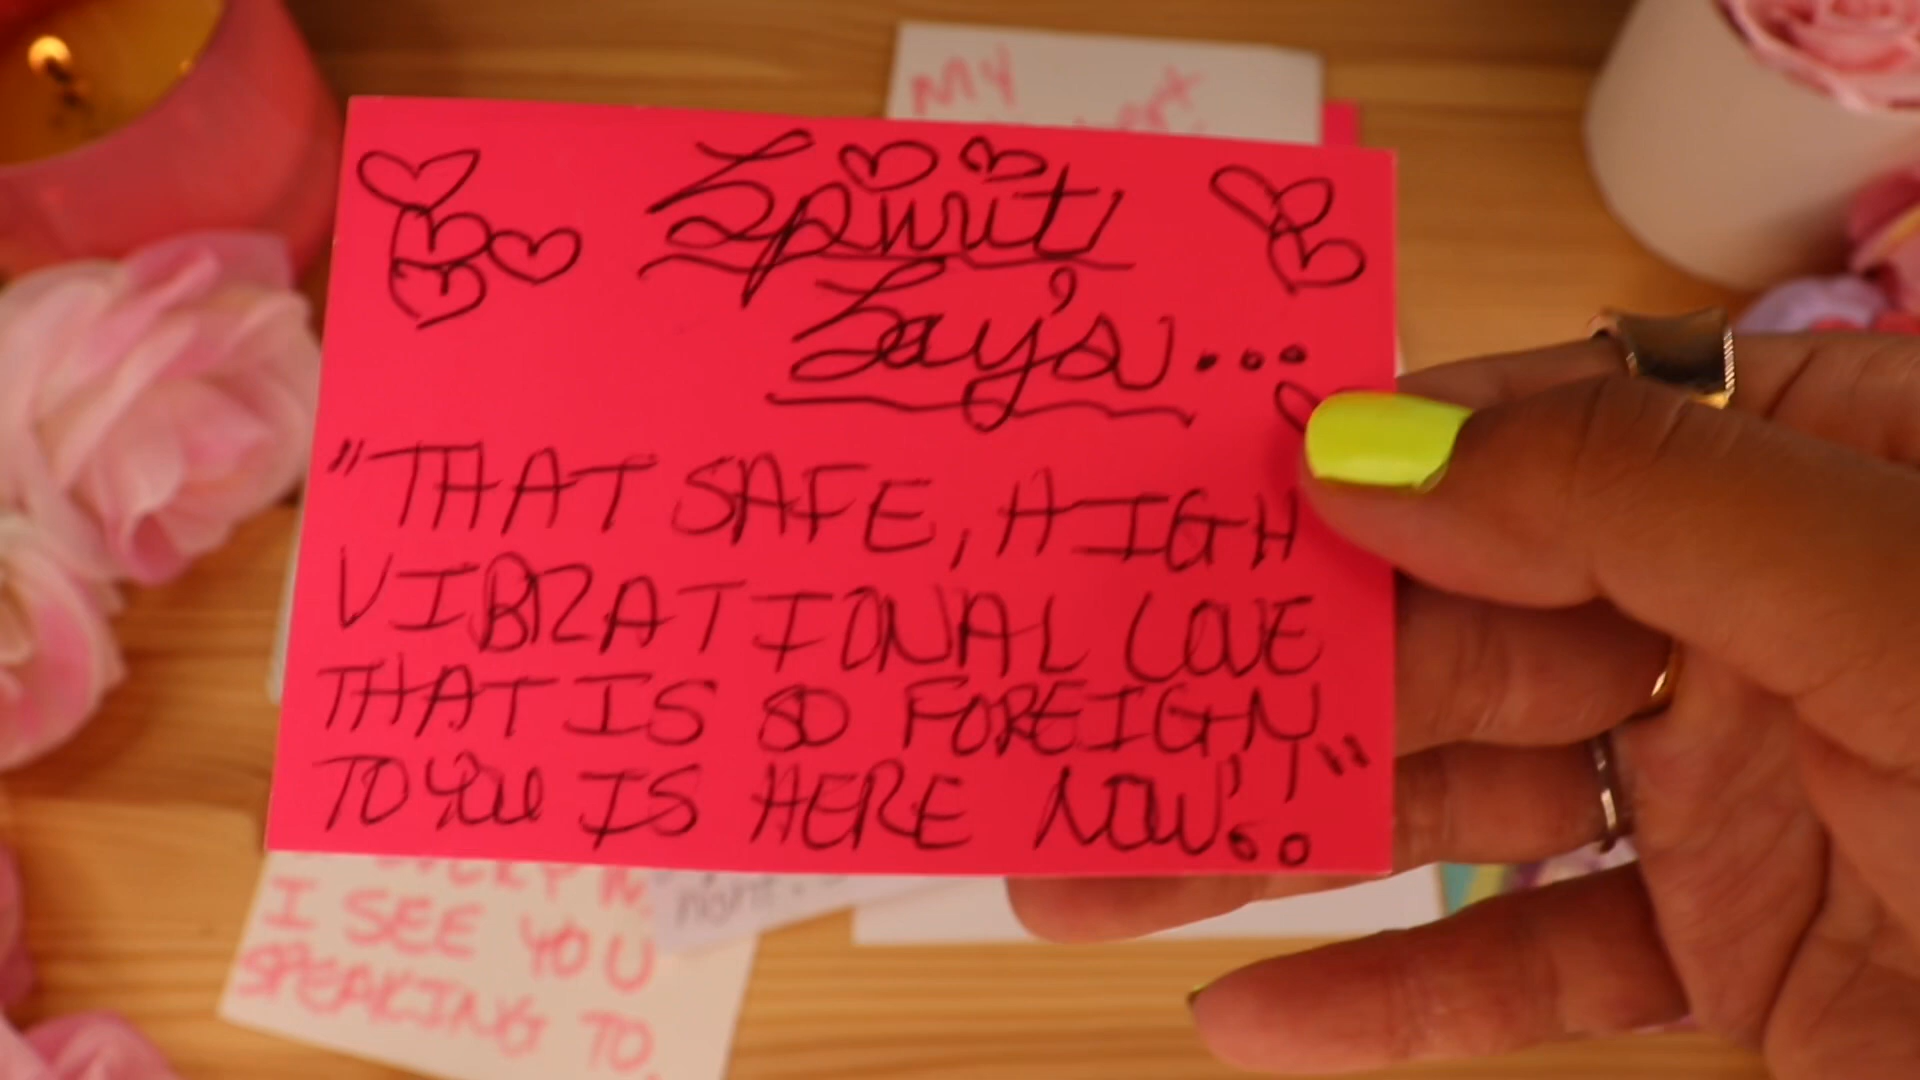 MY
Spirit
Say's...
"THAT SAFE, HIGH
VIBRATIONAL LOVE
THAT IS SO FOREIGN
TO YOU IS HERE NOW!!"
night.
I SEE YOU
SPEAKING TO